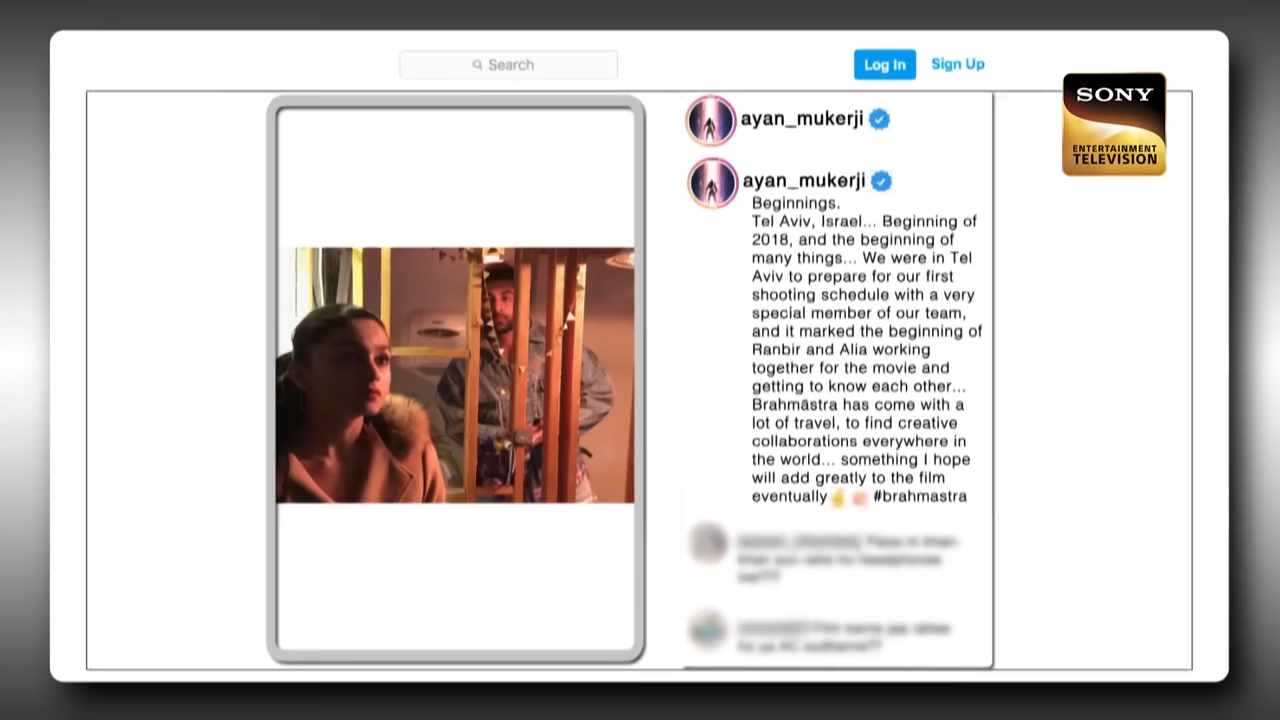 Search
Log In
Sign Up
SONY
ENTERTAINMENT
TELEVISION
ayan_mukerji
ayan_mukerji
Beginnings.
Tel Aviv, Israel... Beginning of
2018, and the beginning of
many things... We were in Tel
Aviv to prepare for our first
shooting schedule with a very
special member of our team,
and it marked the beginning of
Ranbir and Alia working
together for the movie and
getting to know each other...
Brahmāstra has come with a
lot of travel, to find creative
collaborations everywhere in
the world... something I hope
will add greatly to the film
eventually #brahmastra